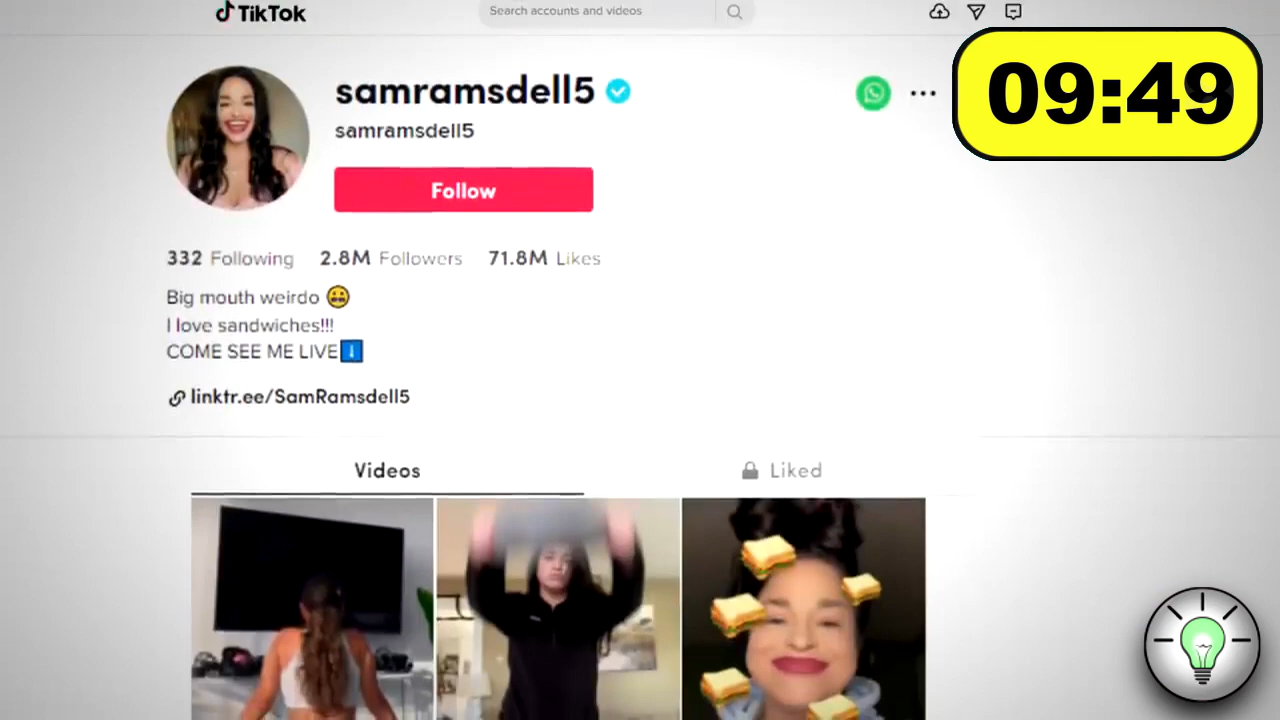 TikTok
Search accounts and videos
09:49
samramsdell5
samramsdell5
Follow
332 Following 2.8M Followers 71.8M Likes
Big mouth weirdo 😀
I love sandwiches!!!
COME SEE ME LIVE⬇️
linktr.ee/SamRamsdell5
Videos
Liked